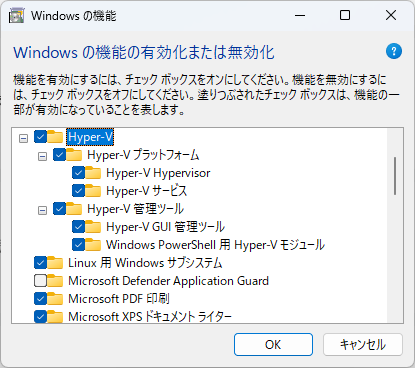 Windows の機能
Windows の機能の有効化または無効化
機能を有効にするには、チェック ボックスをオンにしてください。機能を無効にするに
は、チェック ボックスをオフにしてください。塗りつぶされたチェック ボックスは、機能の一
部が有効になっていることを表します。
Hyper-V
Hyper-V プラットフォーム
Hyper-V Hypervisor
Hyper-V サービス
Hyper-V 管理ツール
Hyper-V GUI 管理ツール
Windows PowerShell 用 Hyper-V モジュール
Linux 用 Windows サブシステム
Microsoft Defender Application Guard
Microsoft PDF 印刷
Microsoft XPS ドキュメント ライター
OK
キャンセル